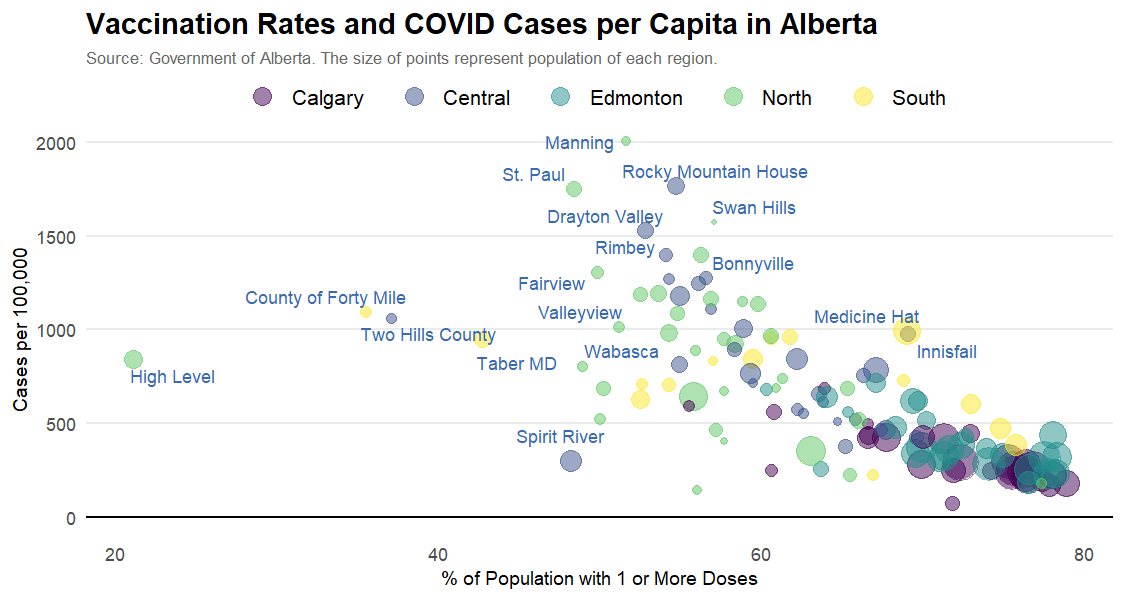 Vaccination Rates and COVID Cases per Capita in Alberta
Source: Government of Alberta. The size of points represent population of each region.
Calgary Central Edmonton North South
2000
1500
1000
500
0
Cases per 100,000
Manning
St. Paul
Rocky Mountain House
Drayton Valley
Swan Hills
Rimbey
Bonnyville
Fairview
County of Forty Mile
Valleyview
Medicine Hat
Two Hills County
Wabasca
Innisfail
Taber MD
High Level
Spirit River
20 40 60 80
% of Population with 1 or More Doses